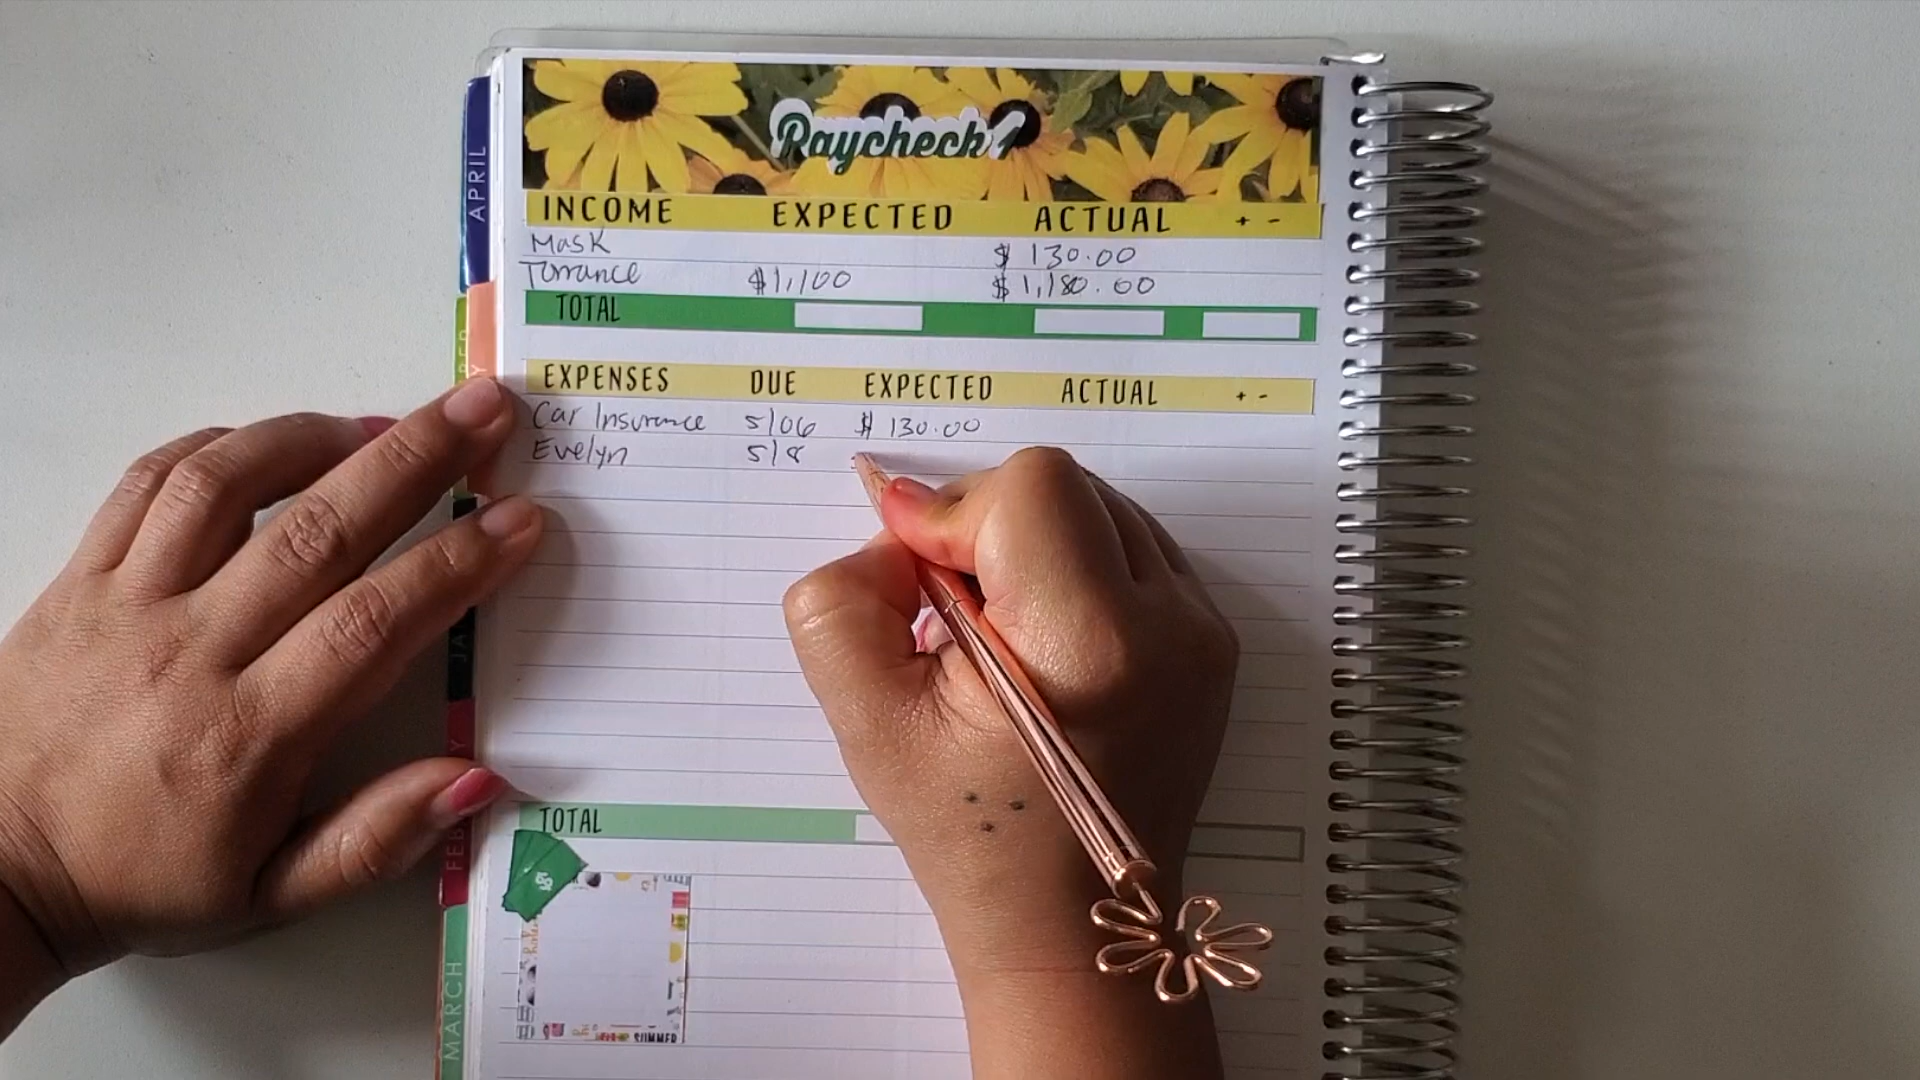 APRIL
Paycheck 1
INCOME EXPECTED ACTUAL + -
Mask $ 130.00
Torrance $1,100 $ 1,180.00
TOTAL
EXPENSES DUE EXPECTED ACTUAL + -
Car Insurance 5/06 $ 130.00
Evelyn 5/8
TOTAL
$
SUMMER
MARCH